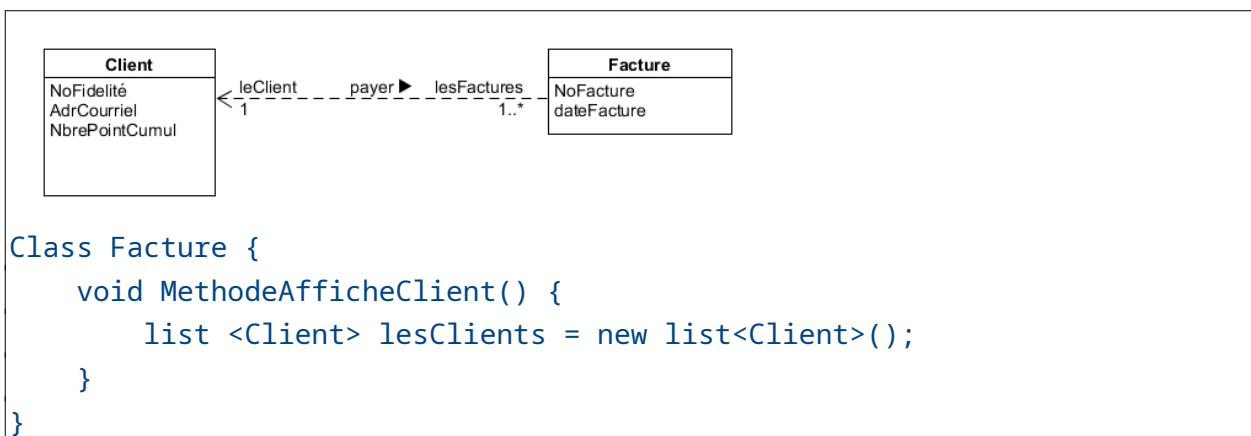 Client
NoFidelité
AdrCourriel
NbrePointCumul
leClient payer ▶ lesFactures
1 1..*
Facture
NoFacture
dateFacture
Class Facture {
void MethodeAfficheClient() {
list <Client> lesClients = new list<Client>();
}
}